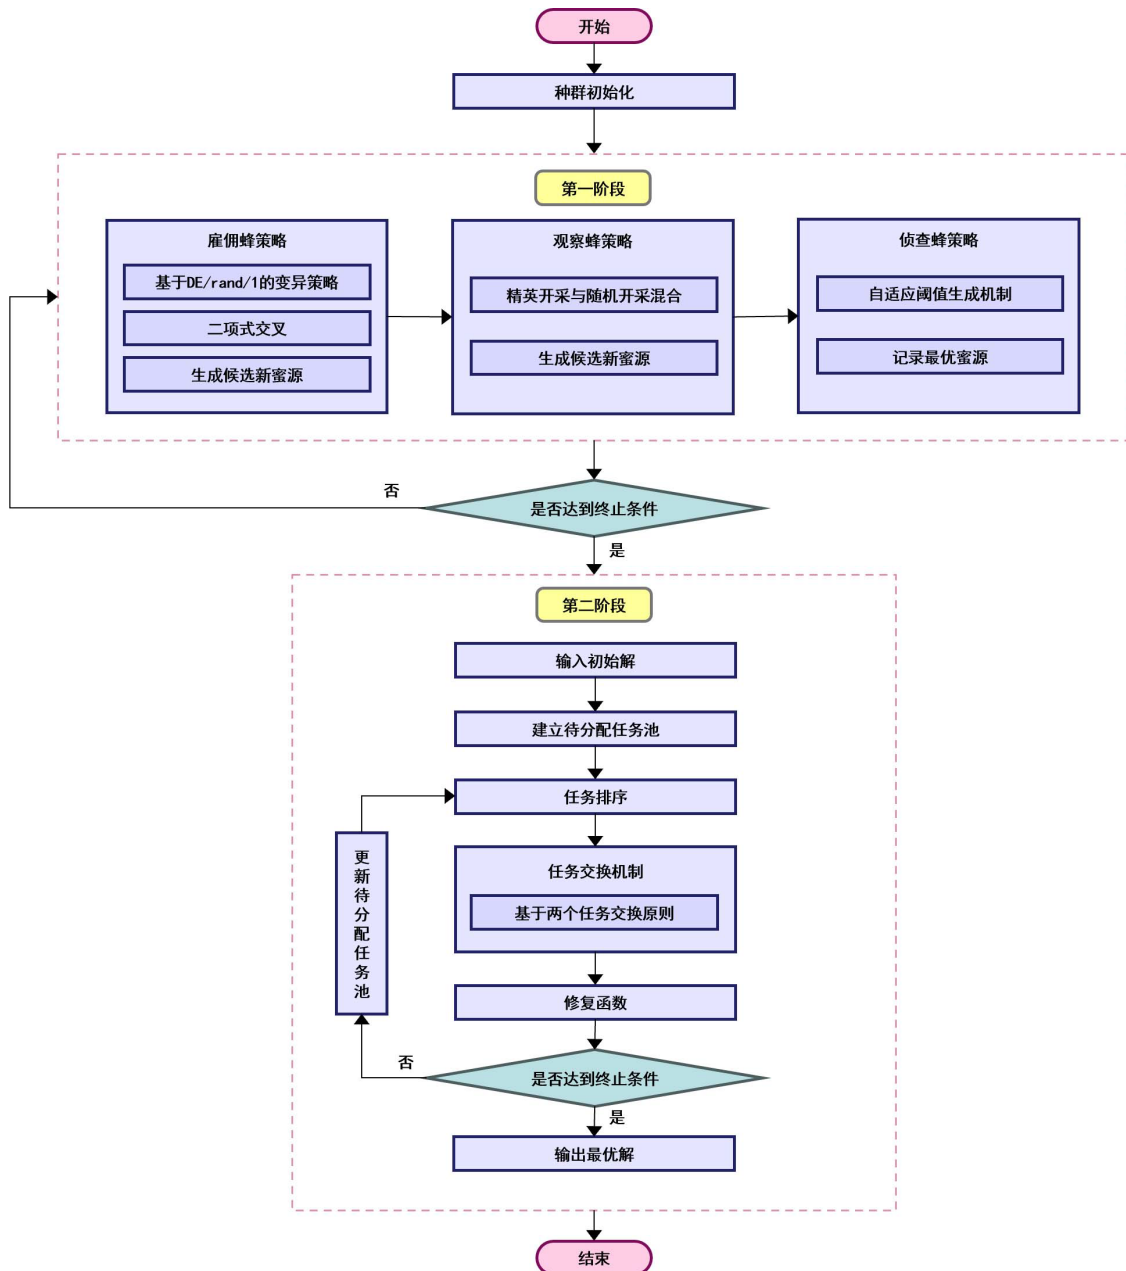 开始
种群初始化
第一阶段
雇佣蜂策略
基于DE/rand/1的变异策略
二项式交叉
生成候选新蜜源
观察蜂策略
精英开采与随机开采混合
生成候选新蜜源
侦查蜂策略
自适应阈值生成机制
记录最优蜜源
否
是否达到终止条件
是
第二阶段
输入初始解
建立待分配任务池
任务排序
更新待分配任务池
任务交换机制
基于两个任务交换原则
修复函数
否
是否达到终止条件
是
输出最优解
结束